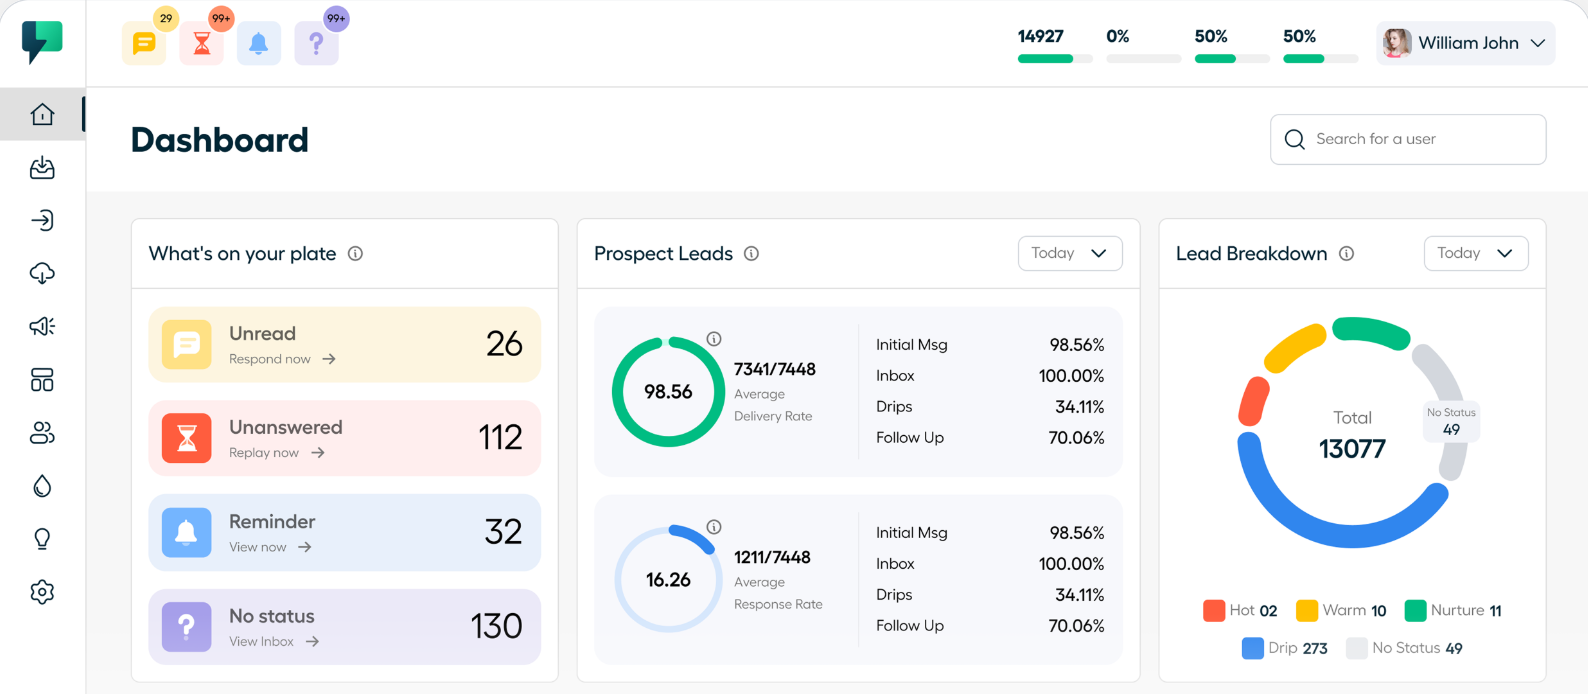 29
99+
99+
14927
0%
50%
50%
William John
Dashboard
Search for a user
What's on your plate
Unread
Respond now
26
Unanswered
Replay now
112
Reminder
View now
32
No status
View Inbox
130
Prospect Leads
Today
98.56
7341/7448
Average
Delivery Rate
Initial Msg 98.56%
Inbox 100.00%
Drips 34.11%
Follow Up 70.06%
16.26
1211/7448
Average
Response Rate
Initial Msg 98.56%
Inbox 100.00%
Drips 34.11%
Follow Up 70.06%
Lead Breakdown
Today
Total
13077
No Status
49
Hot 02 Warm 10 Nurture 11
Drip 273 No Status 49